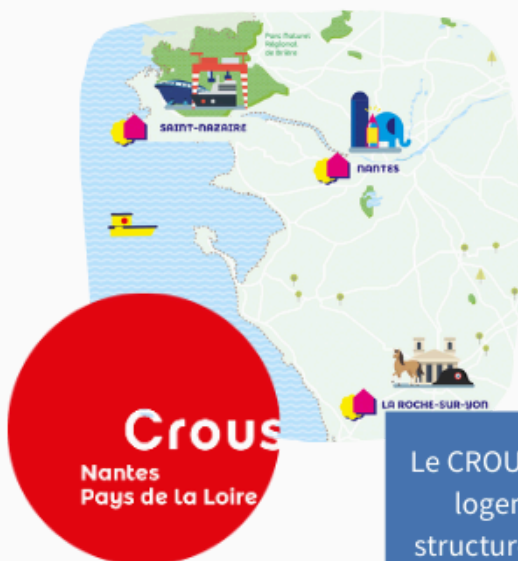 Parc Naturel
Régional
de Brière
SAINT-NAZAIRE
NANTES
LA ROCHE-SUR-YON
Crous
Nantes
Pays de la Loire
Le CROU
loger
structur